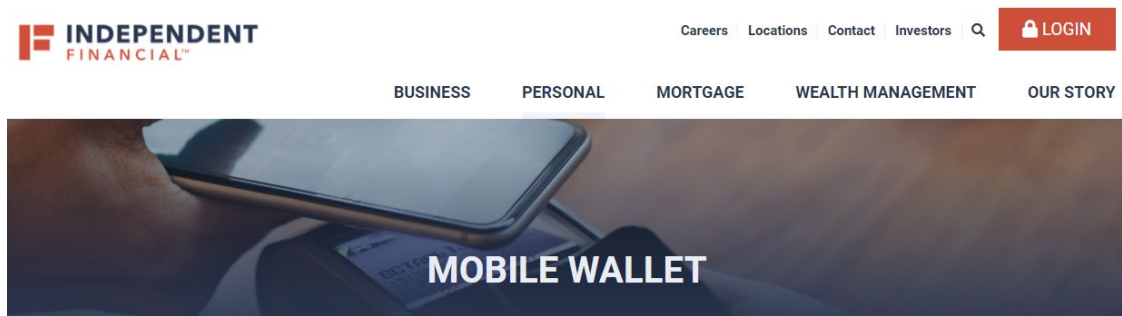 INDEPENDENT
FINANCIAL™
Careers Locations Contact Investors LOGIN
BUSINESS PERSONAL MORTGAGE WEALTH MANAGEMENT OUR STORY
MOBILE WALLET